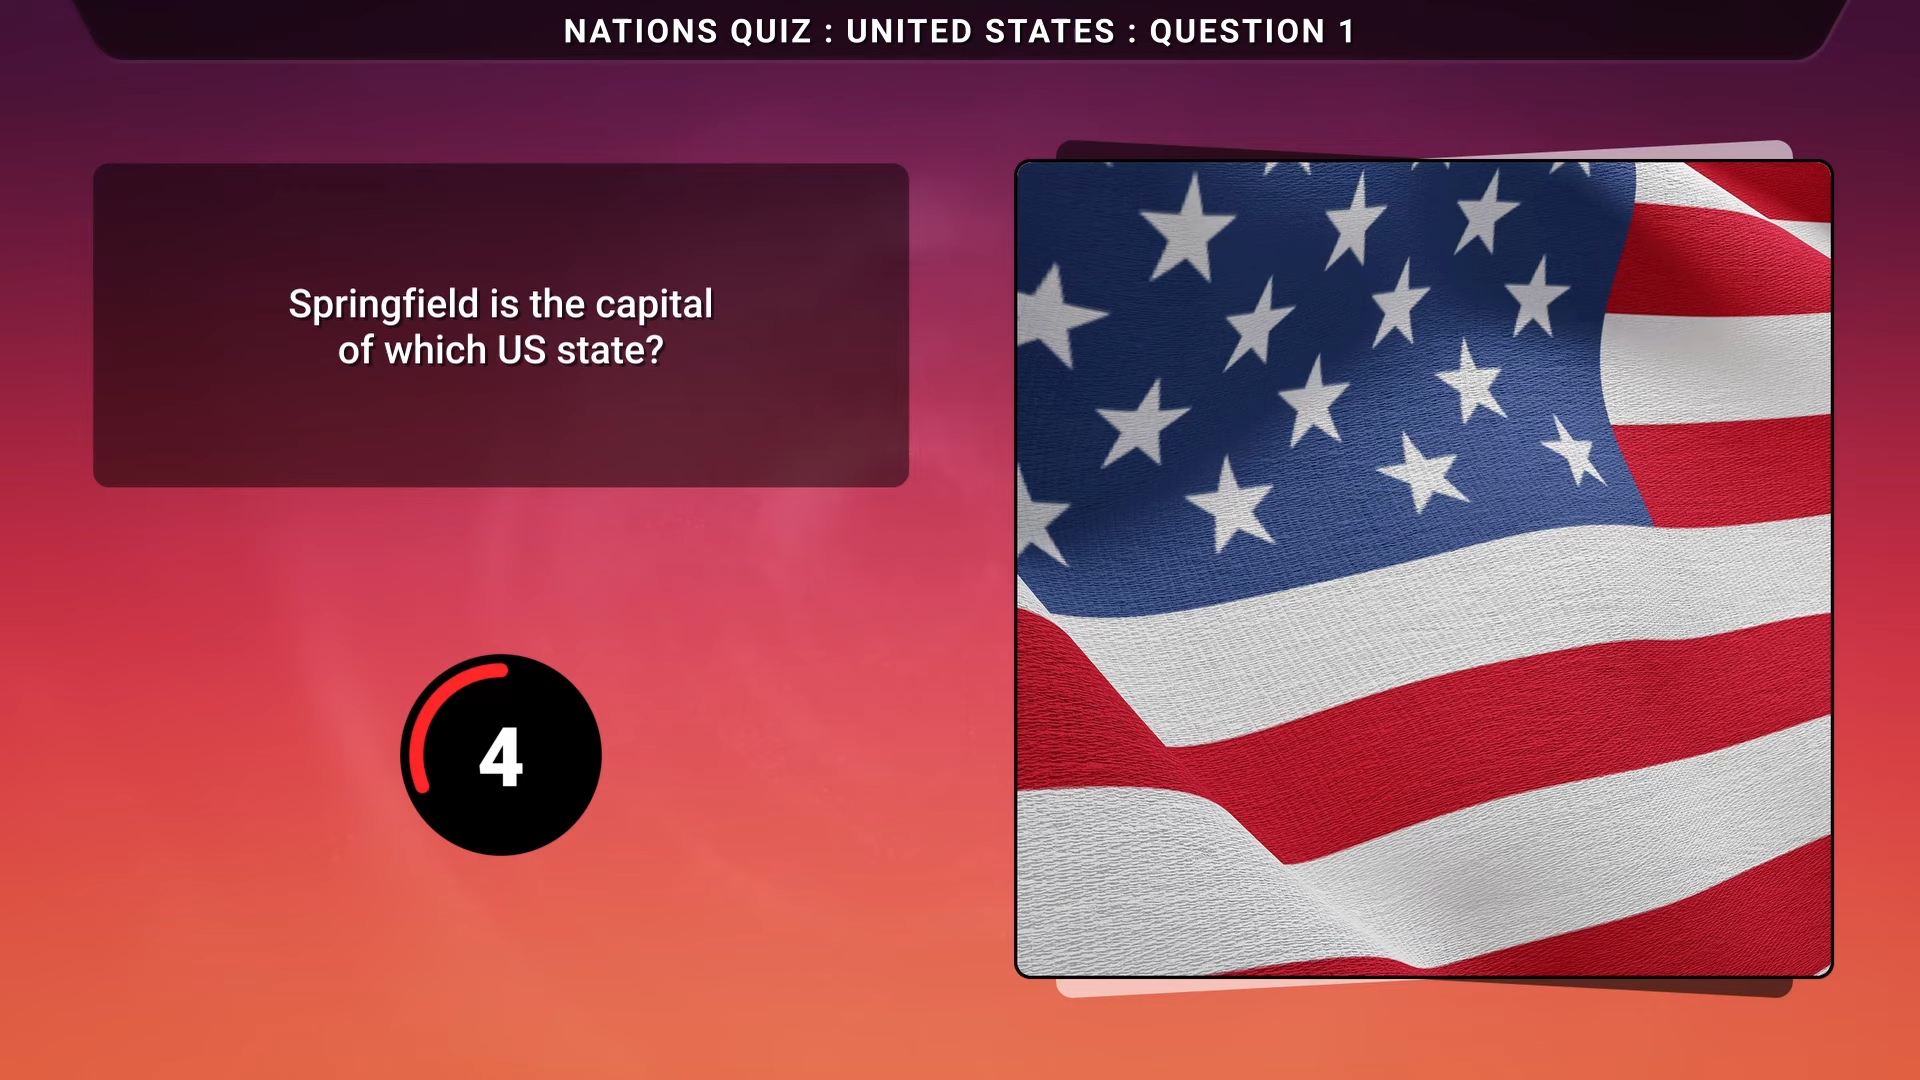 NATIONS QUIZ : UNITED STATES : QUESTION 1
Springfield is the capital
of which US state?
4